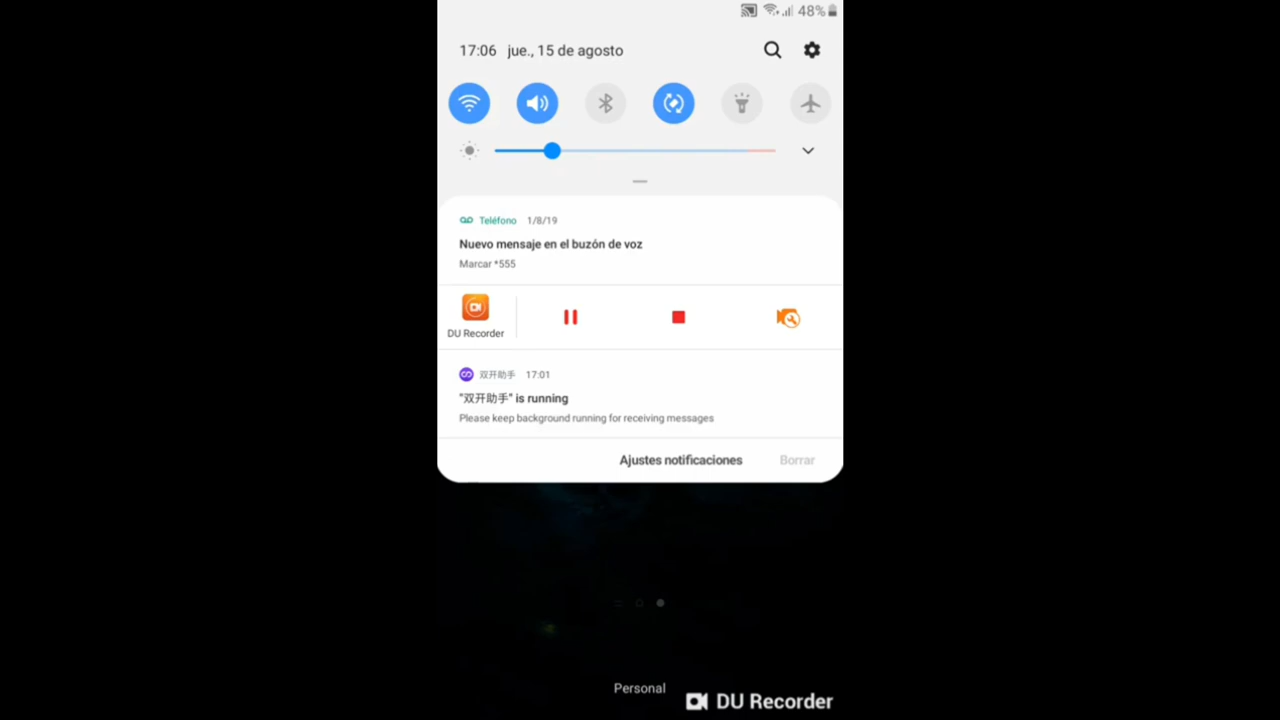 48%
17:06 jue., 15 de agosto
Teléfono 1/8/19
Nuevo mensaje en el buzón de voz
Marcar *555
DU Recorder
双开助手 17:01
"双开助手" is running
Please keep background running for receiving messages
Ajustes notificaciones Borrar
Personal
DU Recorder